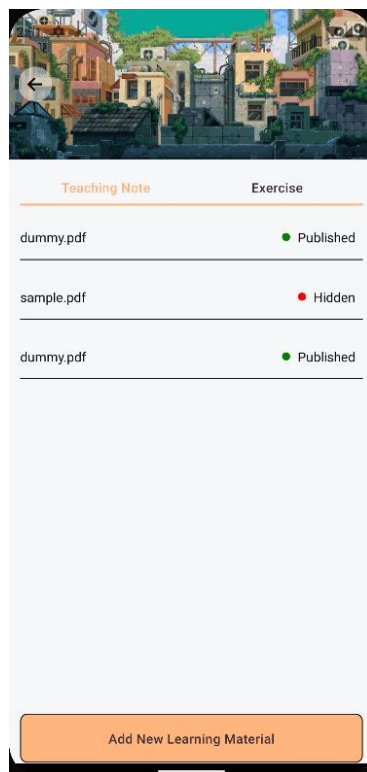 Teaching Note Exercise
dummy.pdf Published
sample.pdf Hidden
dummy.pdf Published
Add New Learning Material